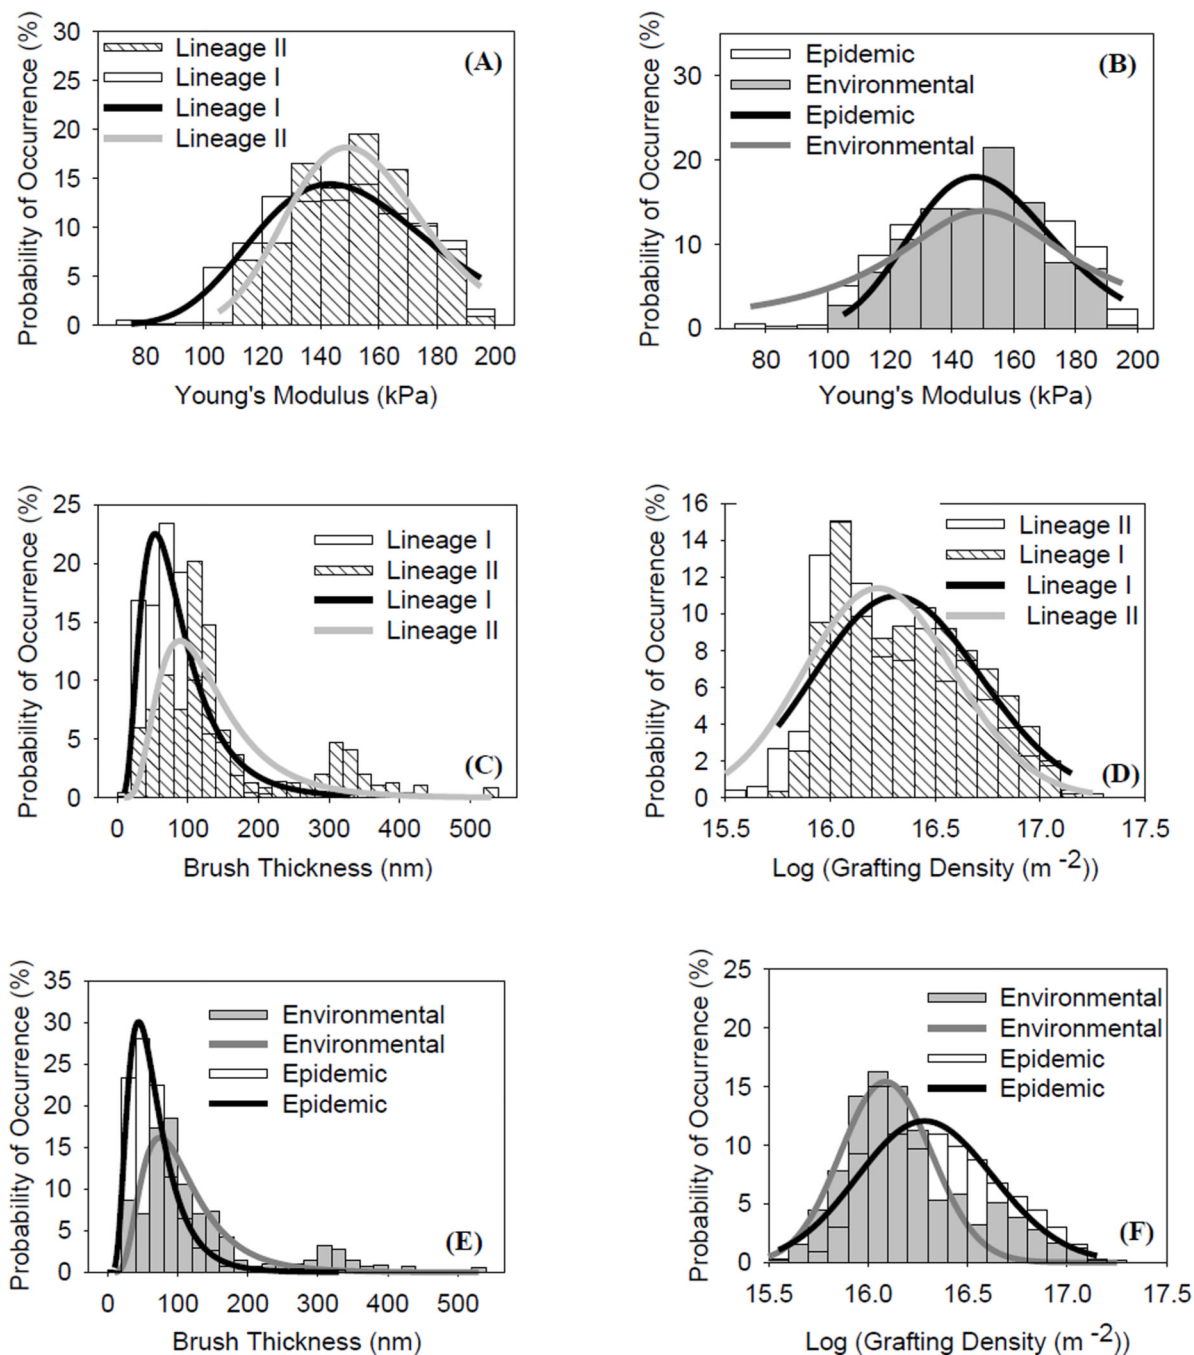 Probability of Occurrence (%)
30
25
20
15
10
5
0
Lineage II
Lineage I
Lineage I
Lineage II
(A)
80 100 120 140 160 180 200
Young's Modulus (kPa)
Probability of Occurrence (%)
30
20
10
0
Epidemic
Environmental
Epidemic
Environmental
(B)
80 100 120 140 160 180 200
Young's Modulus (kPa)
Probability of Occurrence (%)
25
20
15
10
5
0
Lineage I
Lineage II
Lineage I
Lineage II
(C)
0 100 200 300 400 500
Brush Thickness (nm)
Probability of Occurrence (%)
16
14
12
10
8
6
4
2
0
Lineage II
Lineage I
Lineage I
Lineage II
(D)
15.5 16.0 16.5 17.0 17.5
Log (Grafting Density (m -2))
Probability of Occurrence (%)
35
30
25
20
15
10
5
0
Environmental
Environmental
Epidemic
Epidemic
(E)
0 100 200 300 400 500
Brush Thickness (nm)
Probability of Occurrence (%)
25
20
15
10
5
0
Environmental
Environmental
Epidemic
Epidemic
(F)
15.5 16.0 16.5 17.0 17.5
Log (Grafting Density (m -2))